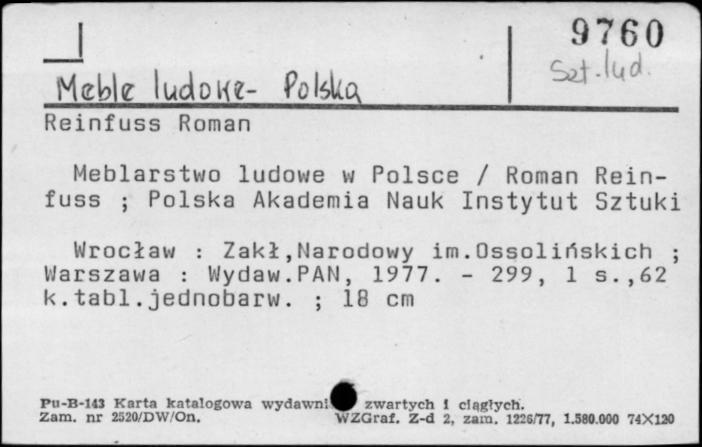 9760
Szt. lud.
Meble ludowe - Polska
Reinfuss Roman
Meblarstwo ludowe w Polsce / Roman Rein-
fuss ; Polska Akademia Nauk Instytut Sztuki
Wrocław : Zakł,Narodowy im.Ossolińskich ;
Warszawa : Wydaw.PAN, 1977. - 299, 1 s.,62
k.tabl.jednobarw. ; 18 cm
Pu-B-143 Karta katalogowa wydawni zwartych i ciągłych.
Zam. nr 2520/DW/On. WZGraf. Z-d 2, zam. 1226/77, 1.580.000 74X120